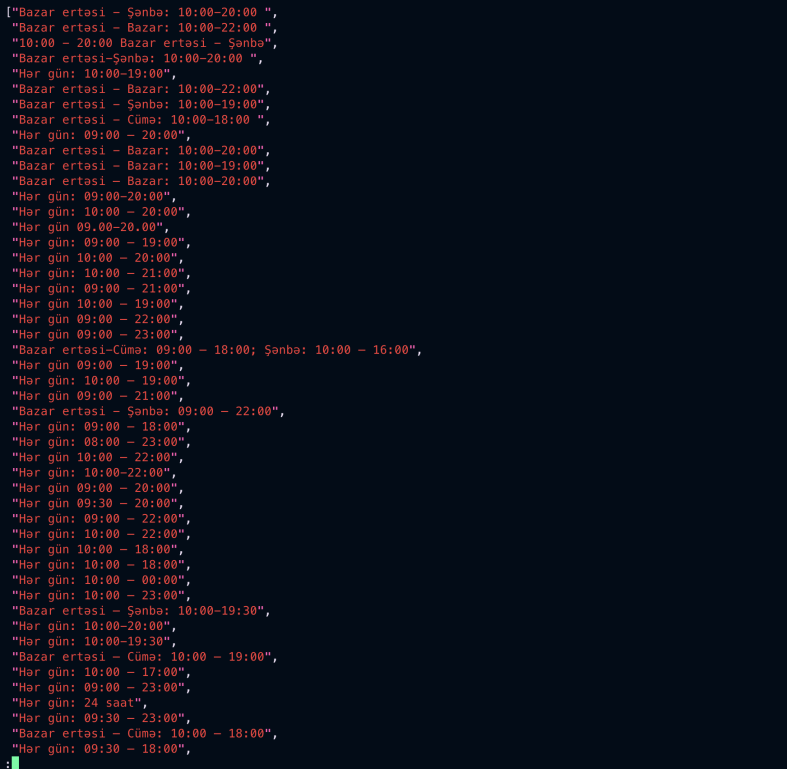 ["Bazar ertəsi – Şənbə: 10:00-20:00 ",
"Bazar ertəsi – Bazar: 10:00-22:00 ",
"10:00 – 20:00 Bazar ertəsi – Şənbə",
"Bazar ertəsi-Şənbə: 10:00-20:00 ",
"Hər gün: 10:00-19:00",
"Bazar ertəsi – Bazar: 10:00-22:00",
"Bazar ertəsi – Şənbə: 10:00-19:00",
"Bazar ertəsi – Cümə: 10:00-18:00 ",
"Hər gün: 09:00 – 20:00",
"Bazar ertəsi – Bazar: 10:00-20:00",
"Bazar ertəsi – Bazar: 10:00-19:00",
"Bazar ertəsi – Bazar: 10:00-20:00",
"Hər gün: 09:00-20:00",
"Hər gün: 10:00 – 20:00",
"Hər gün 09.00-20.00",
"Hər gün: 09:00 – 19:00",
"Hər gün 10:00 – 20:00",
"Hər gün: 10:00 – 21:00",
"Hər gün: 09:00 – 21:00",
"Hər gün 10:00 – 19:00",
"Hər gün 09:00 – 22:00",
"Hər gün 09:00 – 23:00",
"Bazar ertəsi-Cümə: 09:00 – 18:00; Şənbə: 10:00 – 16:00",
"Hər gün 09:00 – 19:00",
"Hər gün: 10:00 – 19:00",
"Hər gün 09:00 – 21:00",
"Bazar ertəsi – Şənbə: 09:00 – 22:00",
"Hər gün: 09:00 – 18:00",
"Hər gün: 08:00 – 23:00",
"Hər gün 10:00 – 22:00",
"Hər gün: 10:00-22:00",
"Hər gün 09:00 – 20:00",
"Hər gün 09:30 – 20:00",
"Hər gün: 09:00 – 22:00",
"Hər gün: 10:00 – 22:00",
"Hər gün 10:00 – 18:00",
"Hər gün: 10:00 – 18:00",
"Hər gün: 10:00 – 00:00",
"Hər gün: 10:00 – 23:00",
"Bazar ertəsi – Şənbə: 10:00-19:30",
"Hər gün: 10:00-20:00",
"Hər gün: 10:00-19:30",
"Bazar ertəsi – Cümə: 10:00 – 19:00",
"Hər gün: 10:00 – 17:00",
"Hər gün: 09:00 – 23:00",
"Hər gün: 24 saat",
"Hər gün: 09:30 – 23:00",
"Bazar ertəsi – Cümə: 10:00 – 18:00",
"Hər gün: 09:30 – 18:00",
: